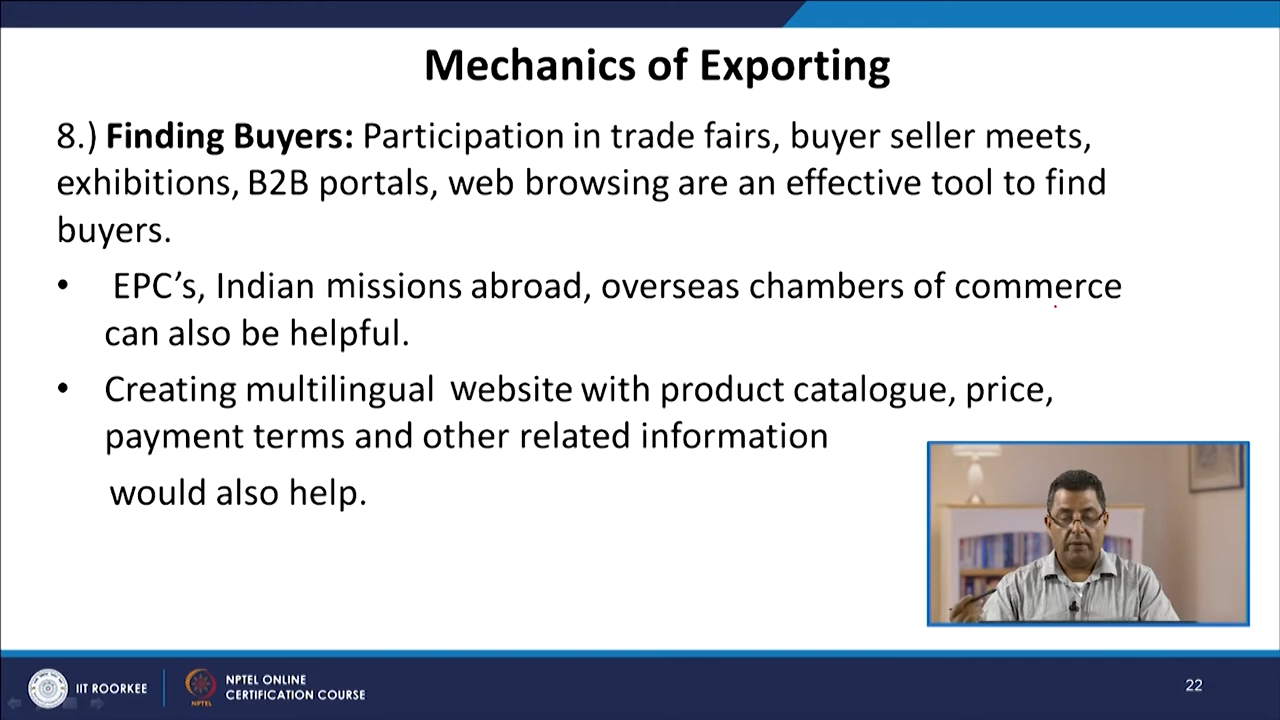 Mechanics of Exporting
8.) Finding Buyers: Participation in trade fairs, buyer seller meets,
exhibitions, B2B portals, web browsing are an effective tool to find
buyers.
• EPC’s, Indian missions abroad, overseas chambers of commerce
can also be helpful.
• Creating multilingual website with product catalogue, price,
payment terms and other related information
would also help.
IIT ROORKEE
NPTEL
NPTEL ONLINE
CERTIFICATION COURSE
22